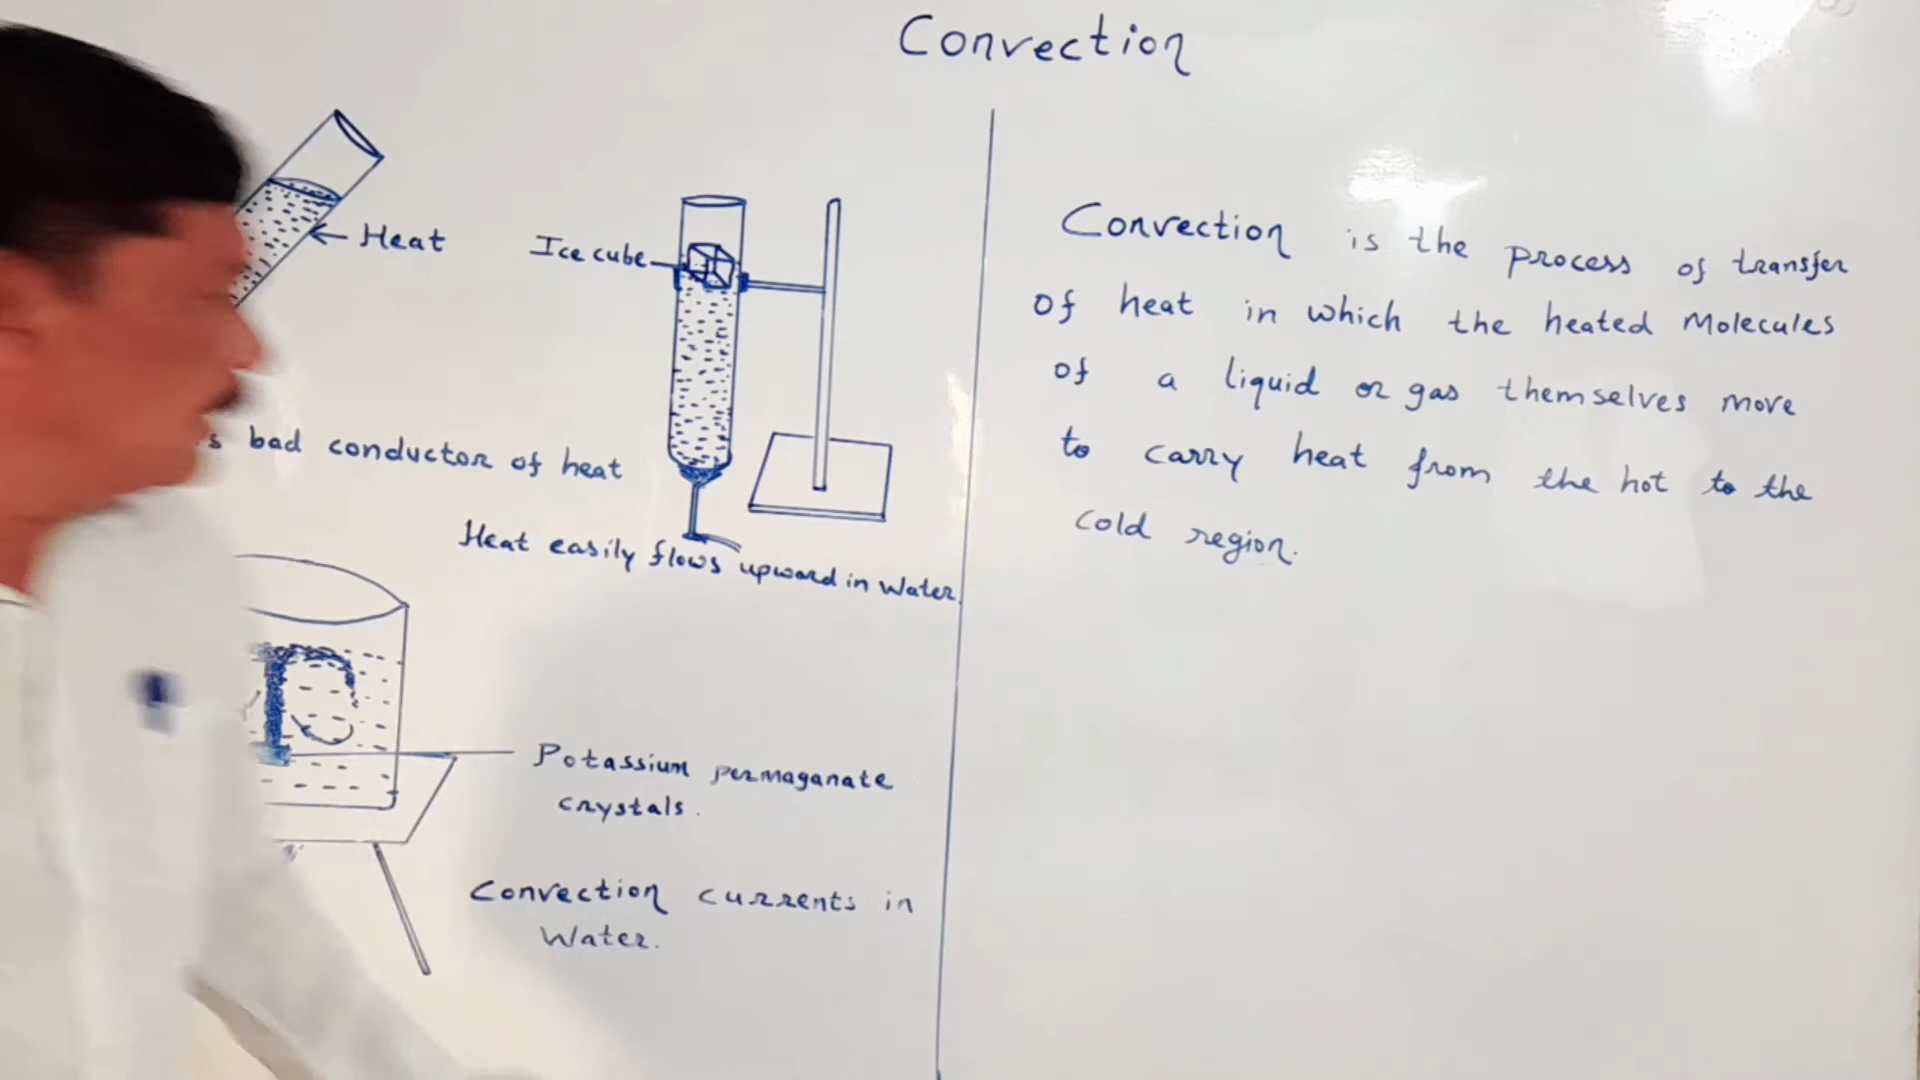 Convection
Heat
Ice cube
bad conductor of heat
Heat easily flows upward in water.
Potassium permaganate
crystals.
Convection currents in
Water.
Convection is the process of transfer
of heat in which the heated Molecules
of a liquid or gas themselves move
to carry heat from the hot to the
cold region.